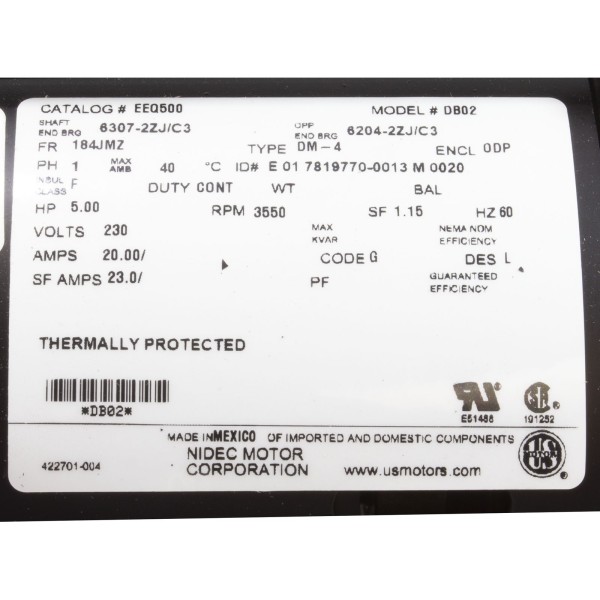 CATALOG # EEQ500 MODEL # DB02
SHAFT END BRG 6307-2ZJ/C3 OPP END BRG 6204-2ZJ/C3
FR 184JMZ TYPE DM-4 ENCL ODP
PH 1 MAX AMB 40 °C ID# E 01 7819770-0013 M 0020
INSUL CLASS F DUTY CONT WT BAL
HP 5.00 RPM 3550 SF 1.15 HZ 60
VOLTS 230 MAX KVAR NEMA NOM EFFICIENCY
AMPS 20.00/ CODE G DES L
SF AMPS 23.0/ PF GUARANTEED EFFICIENCY
THERMALLY PROTECTED
*DB02*
E51488 191252
MADE IN MEXICO OF IMPORTED AND DOMESTIC COMPONENTS
NIDEC MOTOR
422701-004 CORPORATION www.usmotors.com
US
MOTORS